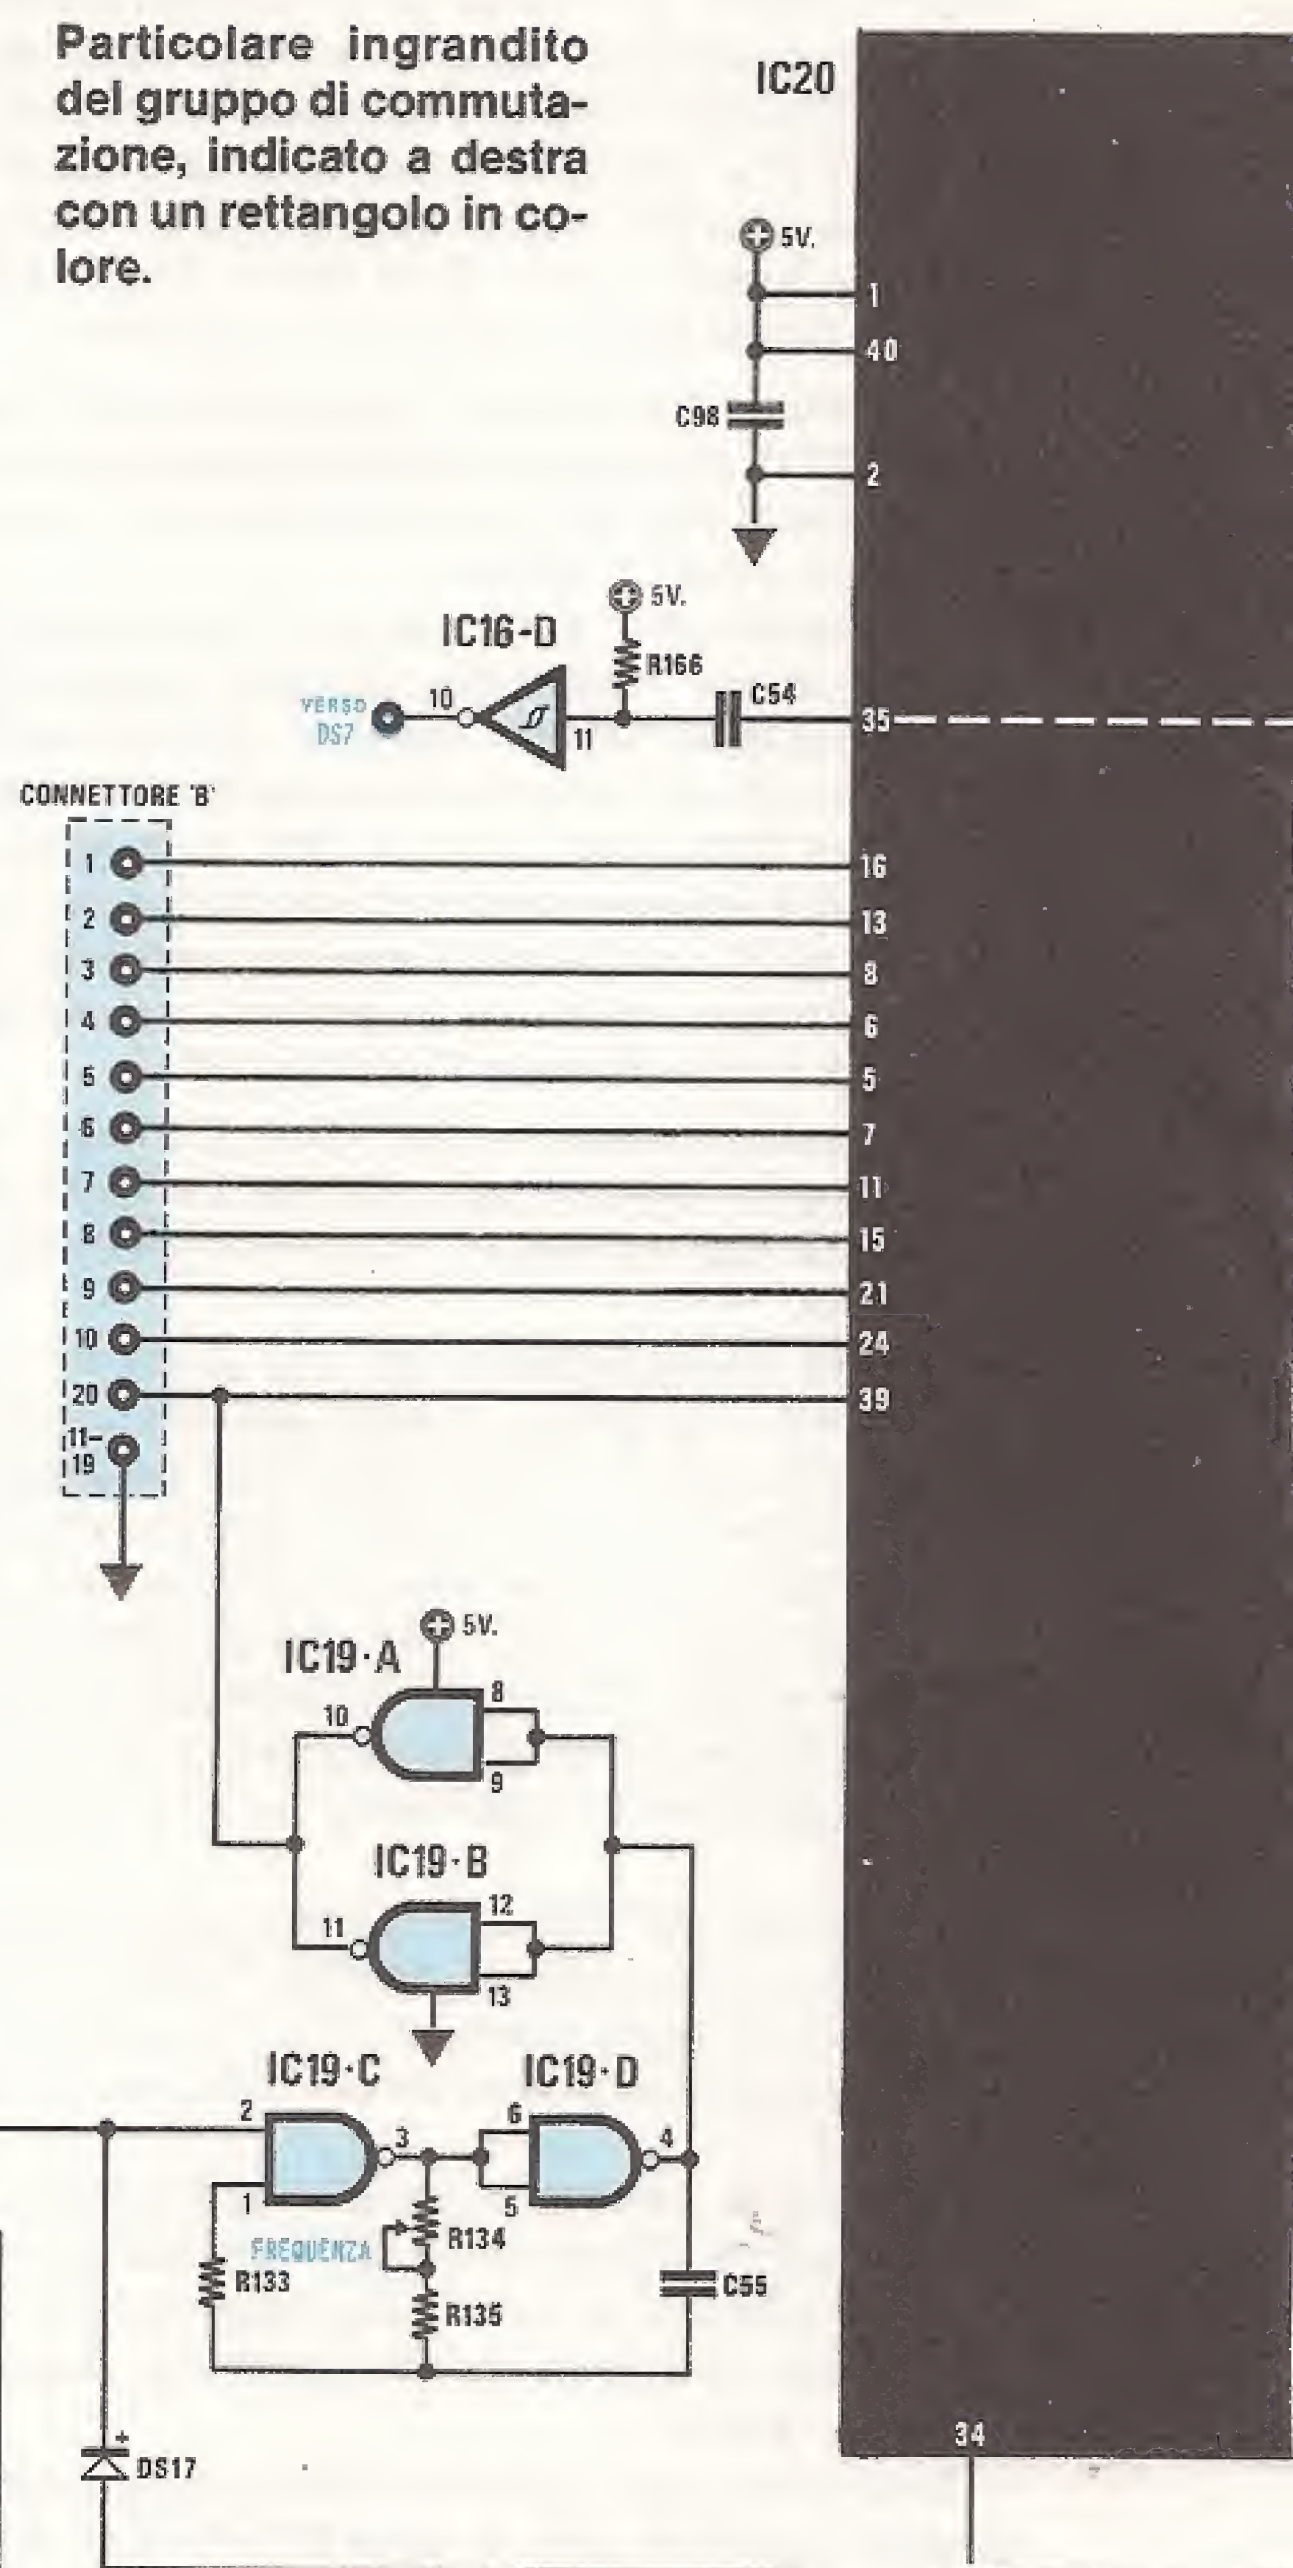 Particolare ingrandito
del gruppo di commuta-
zione, indicato a destra
con un rettangolo in co-
lore.
IC20
5V.
1
40
C98
2
5V.
IC16-D
R166
C54
VERSO
DS7
10
11
35
CONNETTORE 'B'
1 16
2 13
3 8
4 6
5 5
6 7
7 11
8 15
9 21
10 24
20 39
11-
19
5V.
IC19·A
10
8
9
IC19·B
11
12
13
IC19·C
IC19·D
2
3
6
4
1
5
FREQUENZA
R134
R133
C55
R135
34
+
DS17